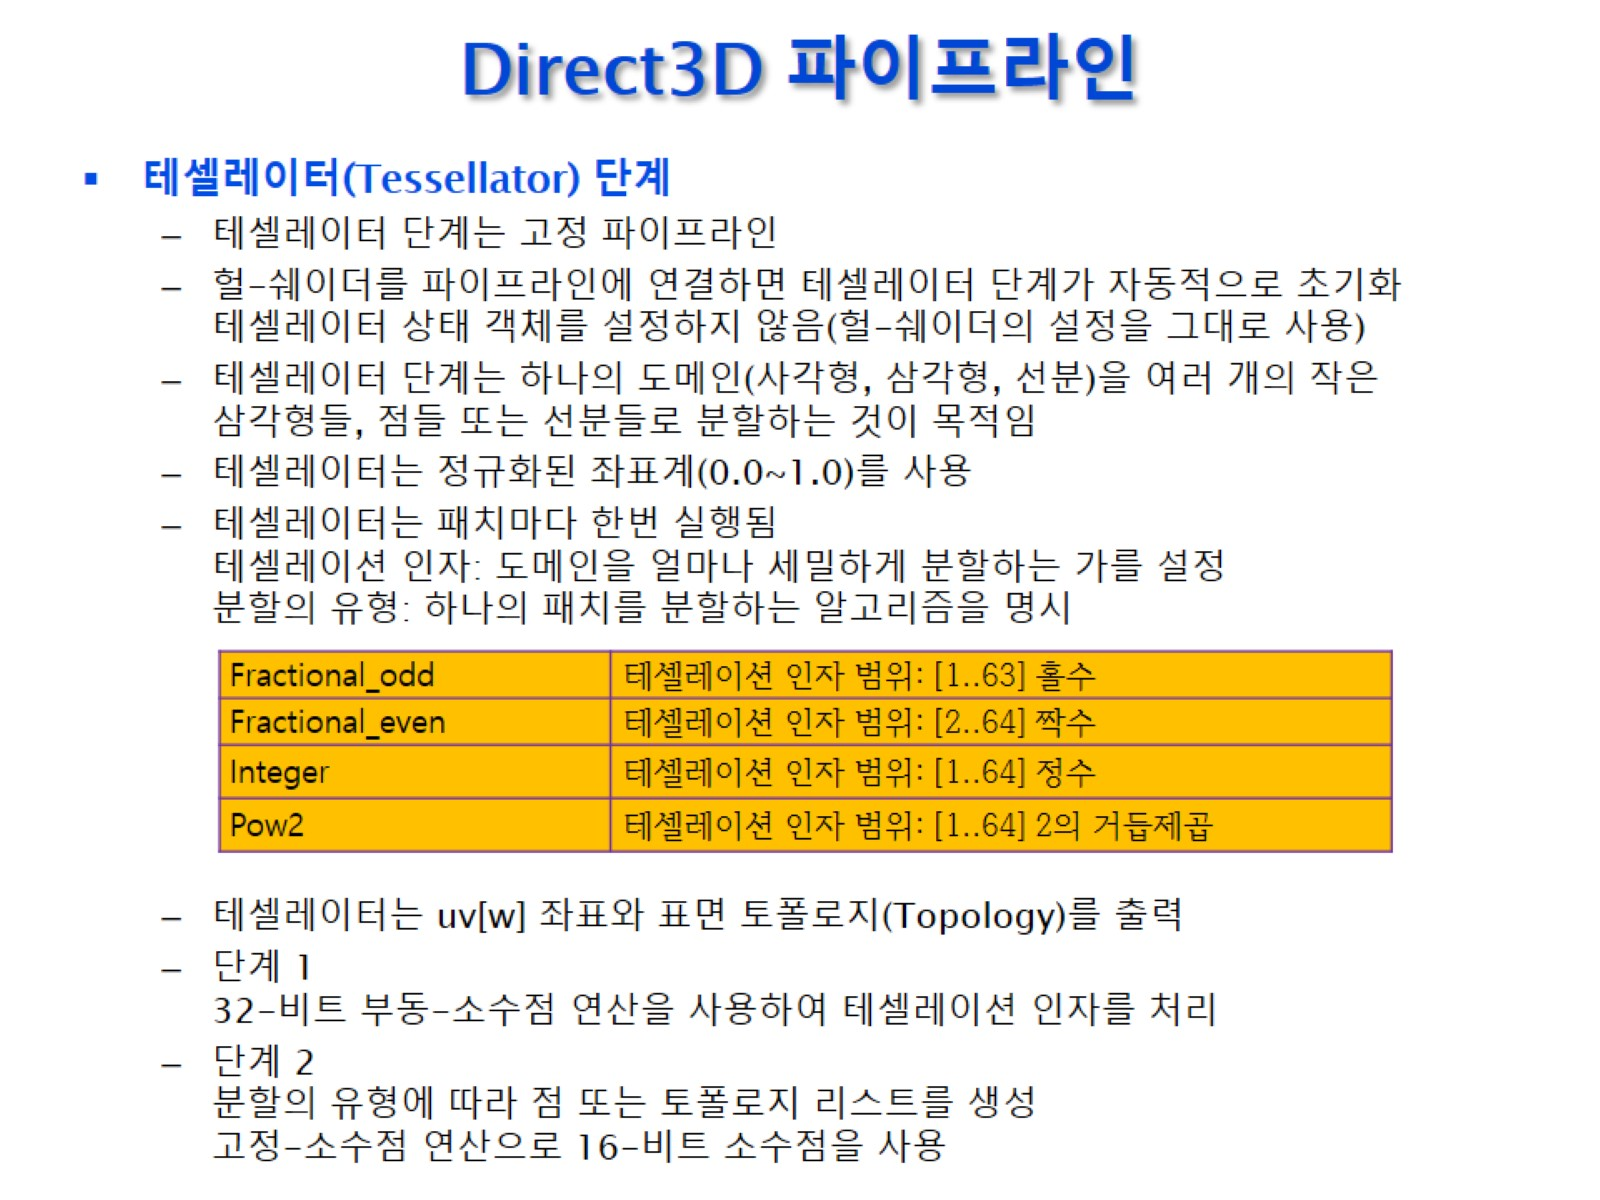 Direct3D 파이프라인
▪ 테셀레이터(Tessellator) 단계
– 테셀레이터 단계는 고정 파이프라인
– 헐-쉐이더를 파이프라인에 연결하면 테셀레이터 단계가 자동적으로 초기화
테셀레이터 상태 객체를 설정하지 않음(헐-쉐이더의 설정을 그대로 사용)
– 테셀레이터 단계는 하나의 도메인(사각형, 삼각형, 선분)을 여러 개의 작은
삼각형들, 점들 또는 선분들로 분할하는 것이 목적임
– 테셀레이터는 정규화된 좌표계(0.0~1.0)를 사용
– 테셀레이터는 패치마다 한번 실행됨
테셀레이션 인자: 도메인을 얼마나 세밀하게 분할하는 가를 설정
분할의 유형: 하나의 패치를 분할하는 알고리즘을 명시
Fractional_odd 테셀레이션 인자 범위: [1..63] 홀수
Fractional_even 테셀레이션 인자 범위: [2..64] 짝수
Integer 테셀레이션 인자 범위: [1..64] 정수
Pow2 테셀레이션 인자 범위: [1..64] 2의 거듭제곱
– 테셀레이터는 uv[w] 좌표와 표면 토폴로지(Topology)를 출력
– 단계 1
32-비트 부동-소수점 연산을 사용하여 테셀레이션 인자를 처리
– 단계 2
분할의 유형에 따라 점 또는 토폴로지 리스트를 생성
고정-소수점 연산으로 16-비트 소수점을 사용